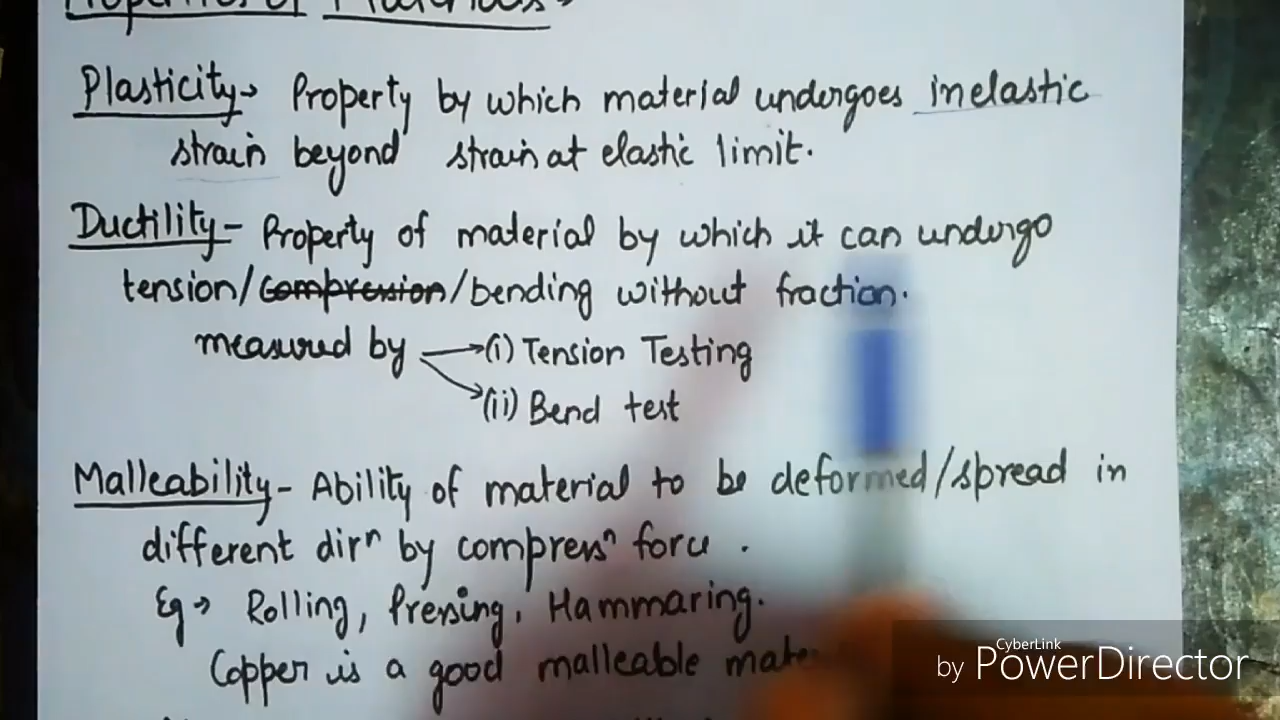 Properties of Materials →
Plasticity → Property by which material undergoes inelastic
strain beyond strain at elastic limit.
Ductility - Property of material by which it can undergo
tension/compression/bending without fraction.
measured by → (i) Tension Testing
→ (ii) Bend test
Malleability - Ability of material to be deformed/spread in
different dirⁿ by compresⁿ force .
Eg → Rolling, Pressing, Hammaring.
Copper is a good malleable
CyberLink
by PowerDirector